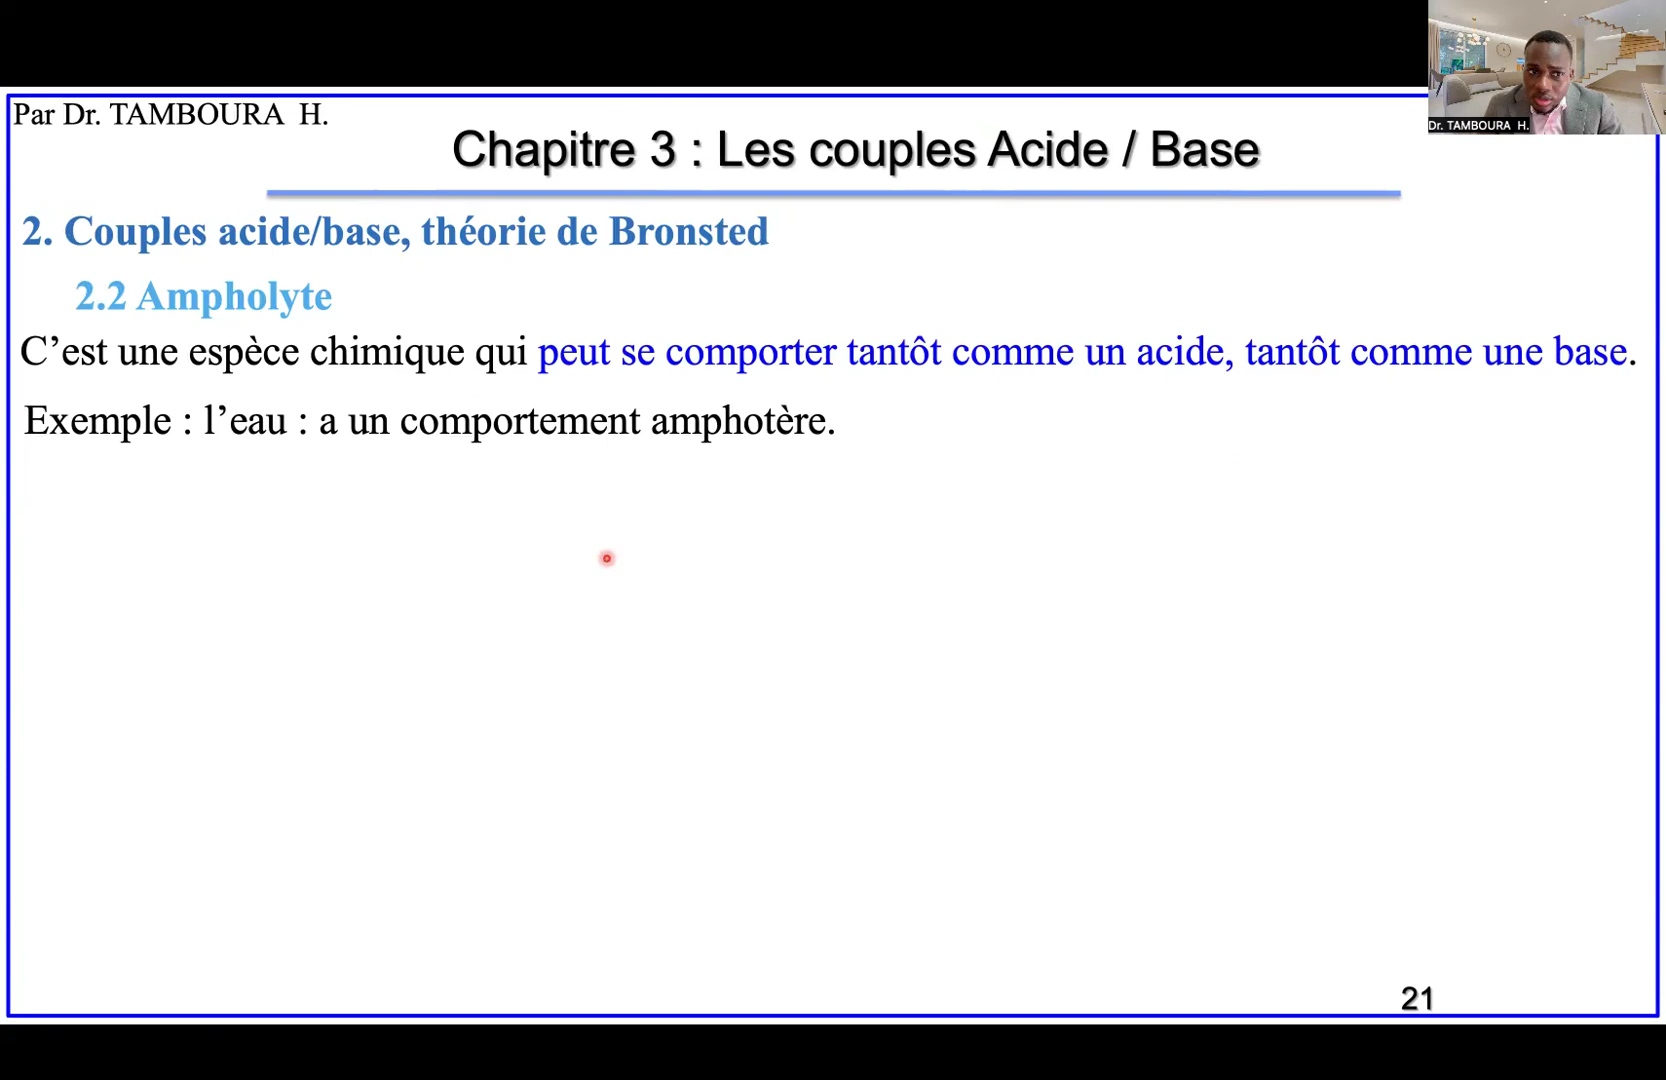 Par Dr. TAMBOURA H.
Dr. TAMBOURA H.
Chapitre 3 : Les couples Acide / Base
2. Couples acide/base, théorie de Bronsted
2.2 Ampholyte
C’est une espèce chimique qui peut se comporter tantôt comme un acide, tantôt comme une base.
Exemple : l’eau : a un comportement amphotère.
21